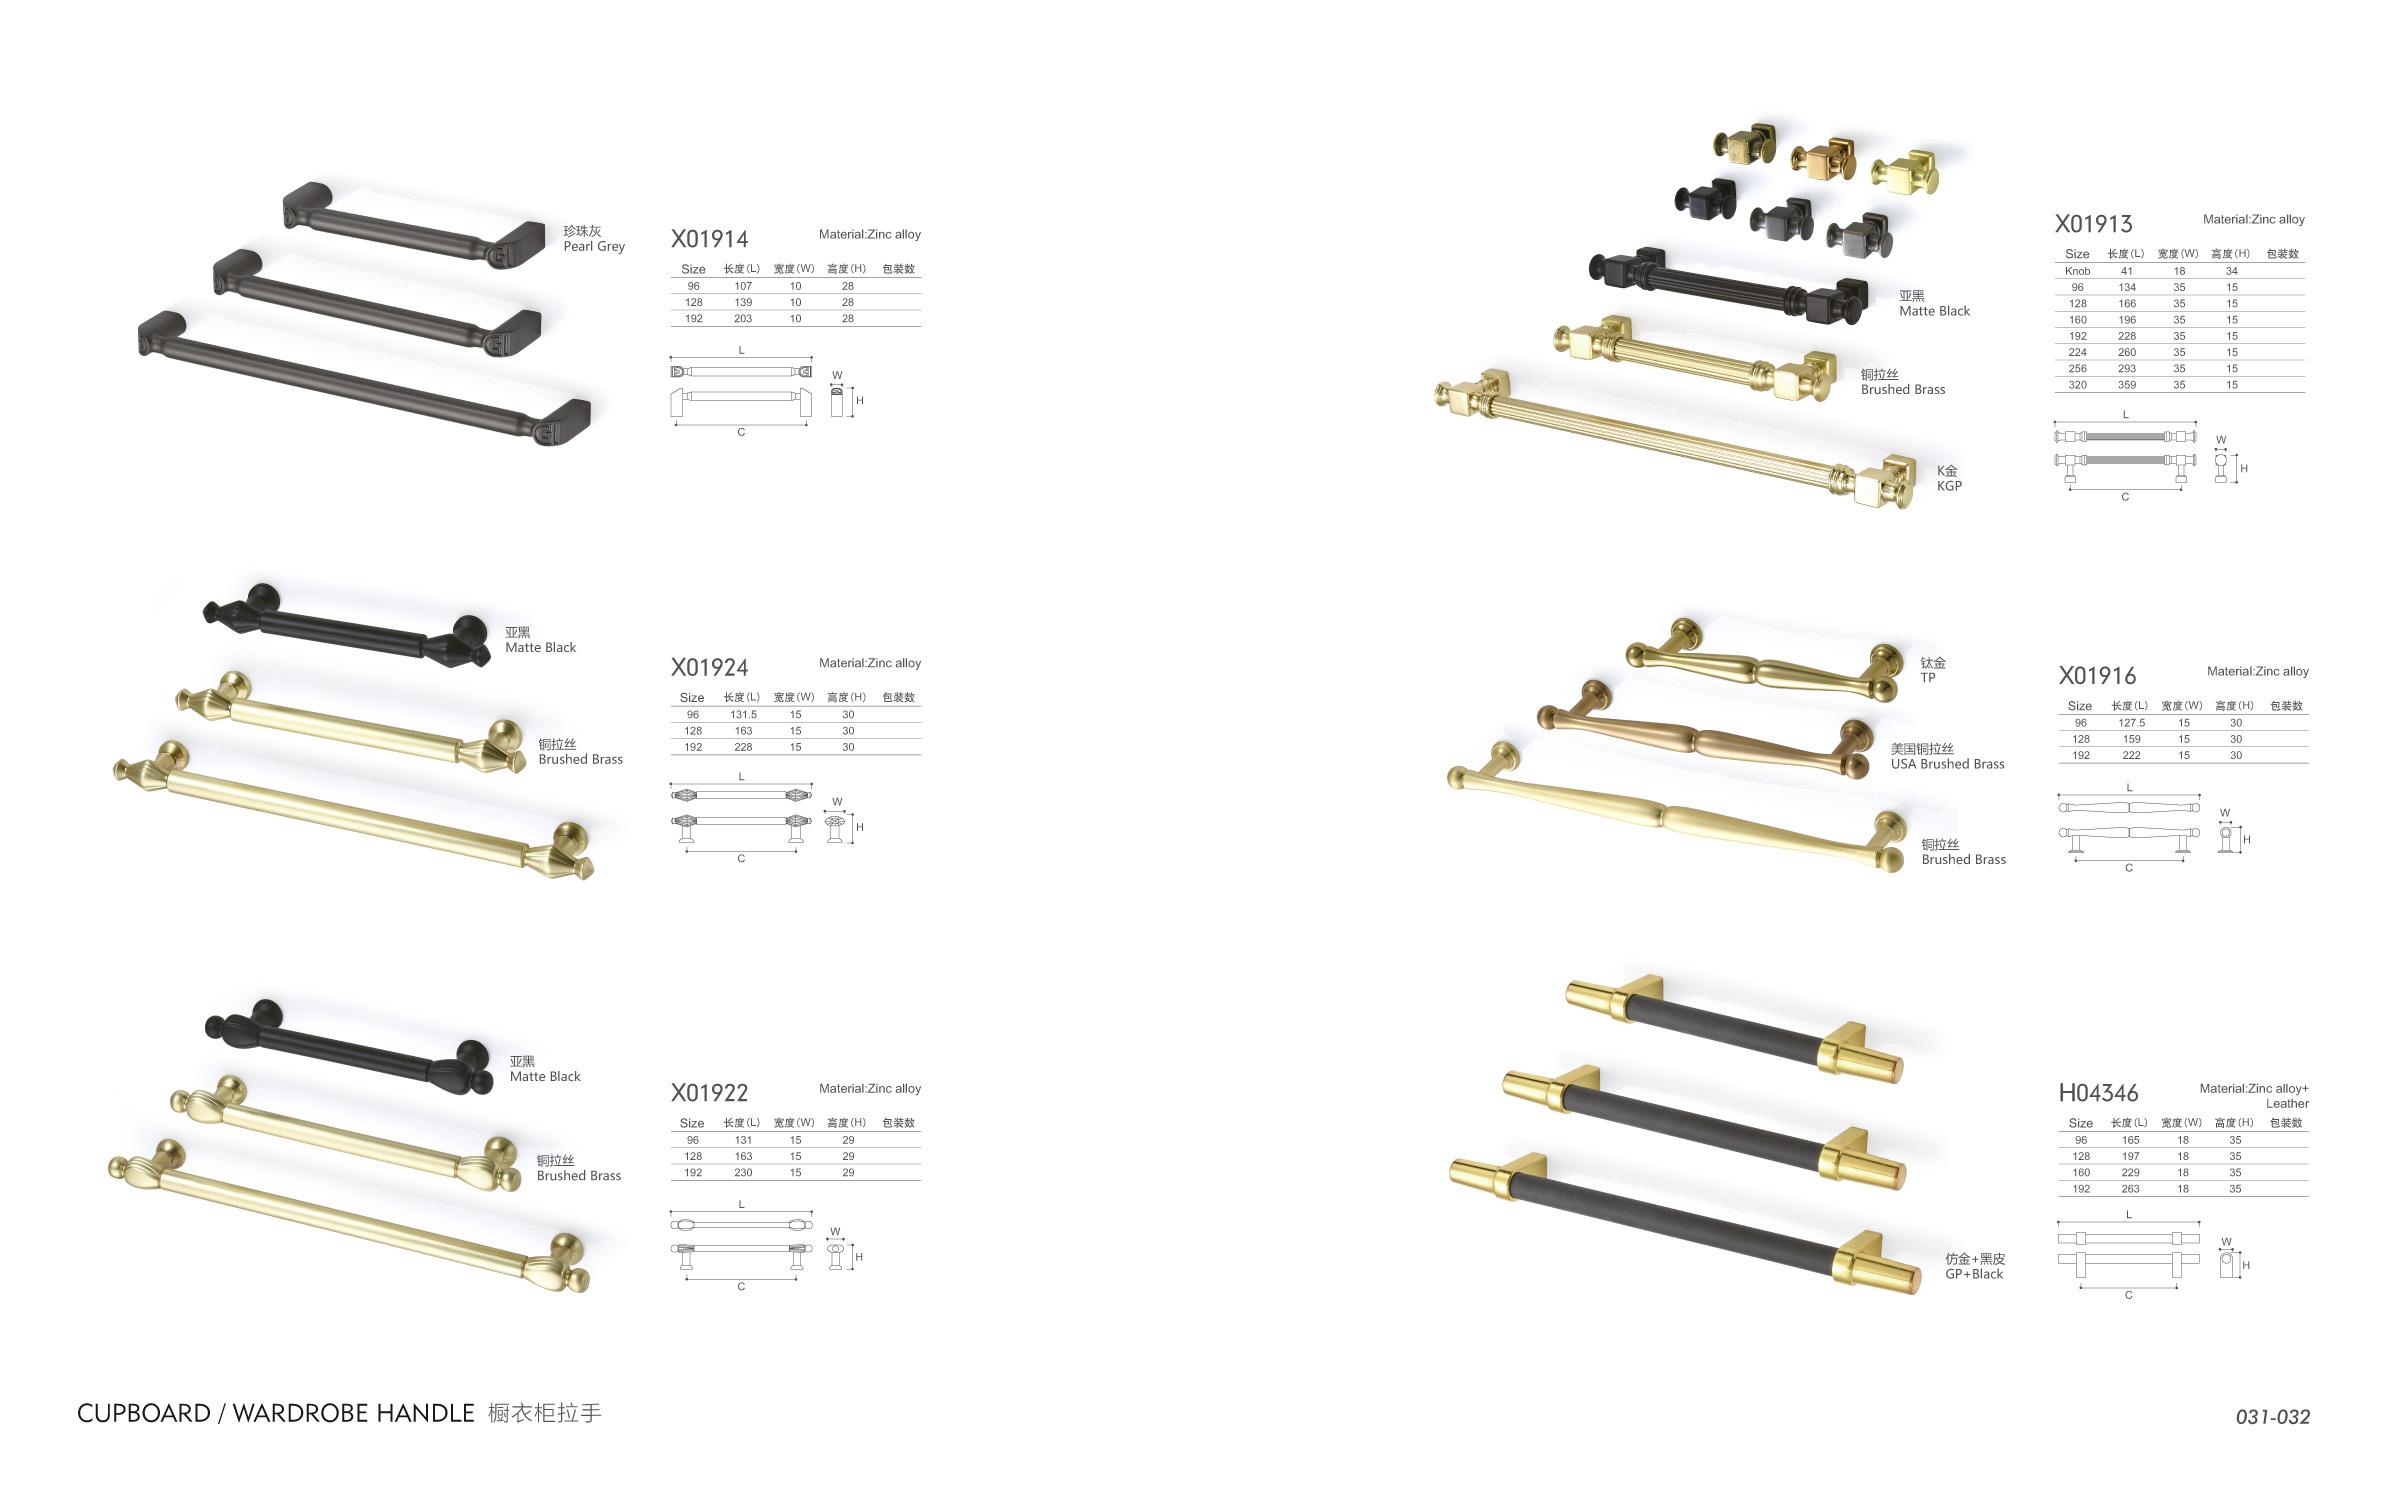 珍珠灰
Pearl Grey
X01914 Material:Zinc alloy
Size 长度(L) 宽度(W) 高度(H) 包装数
96 107 10 28
128 139 10 28
192 203 10 28
L
W
H
C
亚黑
Matte Black
铜拉丝
Brushed Brass
X01924 Material:Zinc alloy
Size 长度(L) 宽度(W) 高度(H) 包装数
96 131.5 15 30
128 163 15 30
192 228 15 30
L
W
H
C
亚黑
Matte Black
铜拉丝
Brushed Brass
X01922 Material:Zinc alloy
Size 长度(L) 宽度(W) 高度(H) 包装数
96 131 15 29
128 163 15 29
192 230 15 29
L
W
H
C
亚黑
Matte Black
铜拉丝
Brushed Brass
K金
KGP
X01913 Material:Zinc alloy
Size 长度(L) 宽度(W) 高度(H) 包装数
Knob 41 18 34
96 134 35 15
128 166 35 15
160 196 35 15
192 228 35 15
224 260 35 15
256 293 35 15
320 359 35 15
L
W
H
C
钛金
TP
美国铜拉丝
USA Brushed Brass
铜拉丝
Brushed Brass
X01916 Material:Zinc alloy
Size 长度(L) 宽度(W) 高度(H) 包装数
96 127.5 15 30
128 159 15 30
192 222 15 30
L
W
H
C
仿金+黑皮
GP+Black
H04346 Material:Zinc alloy+
Leather
Size 长度(L) 宽度(W) 高度(H) 包装数
96 165 18 35
128 197 18 35
160 229 18 35
192 263 18 35
L
W
H
C
CUPBOARD / WARDROBE HANDLE 橱衣柜拉手
031-032